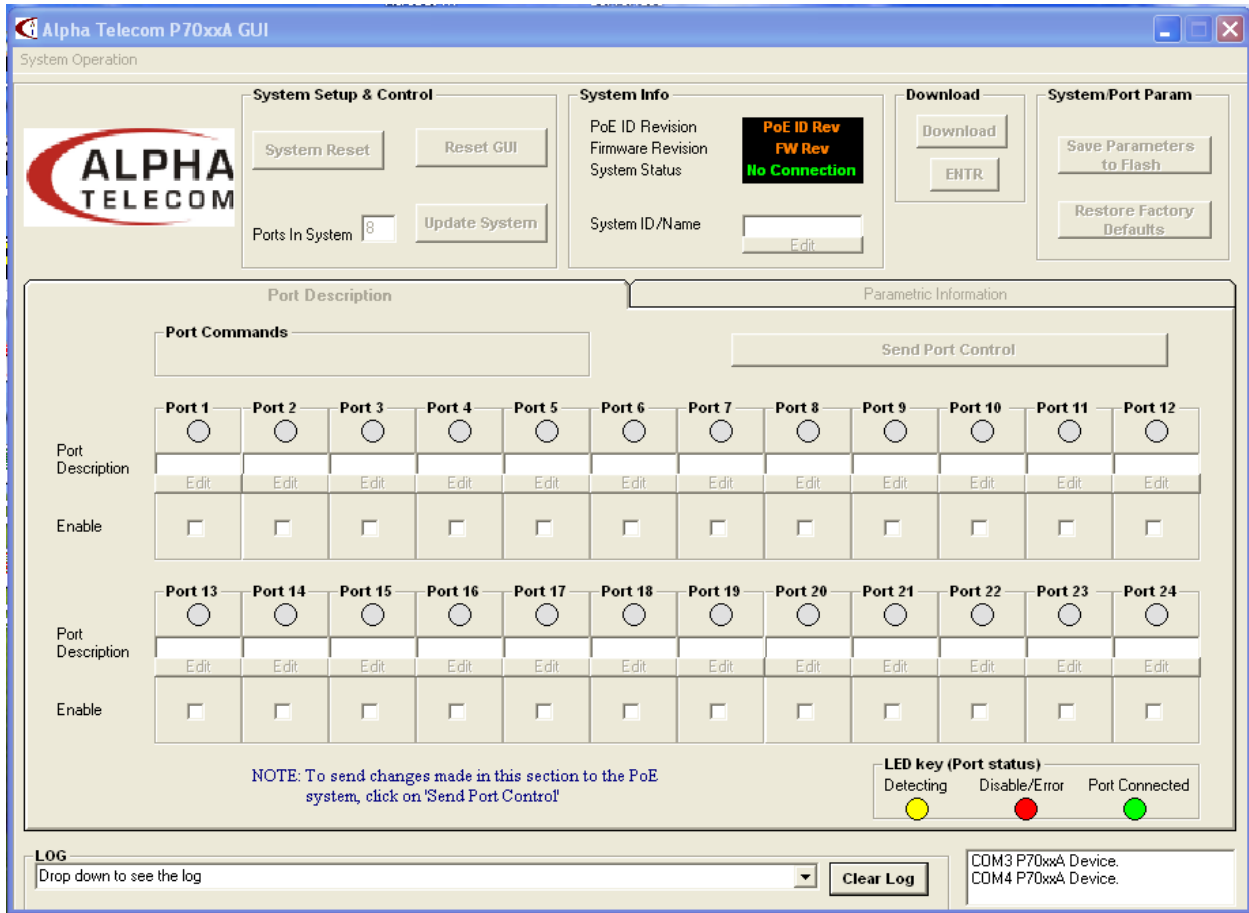 Alpha Telecom P70xxA GUI
System Operation
ALPHA
TELECOM
System Setup & Control
System Reset
Reset GUI
Ports In System 8
Update System
System Info
PoE ID Revision PoE ID Rev
Firmware Revision FW Rev
System Status No Connection
System ID/Name
Edit
Download
Download
ENTR
System/Port Param
Save Parameters
to Flash
Restore Factory
Defaults
Port Description Parametric Information
Port Commands
Send Port Control
Port 1 Port 2 Port 3 Port 4 Port 5 Port 6 Port 7 Port 8 Port 9 Port 10 Port 11 Port 12
Port
Description
Edit Edit Edit Edit Edit Edit Edit Edit Edit Edit Edit Edit
Enable
Port 13 Port 14 Port 15 Port 16 Port 17 Port 18 Port 19 Port 20 Port 21 Port 22 Port 23 Port 24
Port
Description
Edit Edit Edit Edit Edit Edit Edit Edit Edit Edit Edit Edit
Enable
NOTE: To send changes made in this section to the PoE
system, click on 'Send Port Control'
LED key (Port status)
Detecting Disable/Error Port Connected
LOG
Drop down to see the log
Clear Log
COM3 P70xxA Device.
COM4 P70xxA Device.